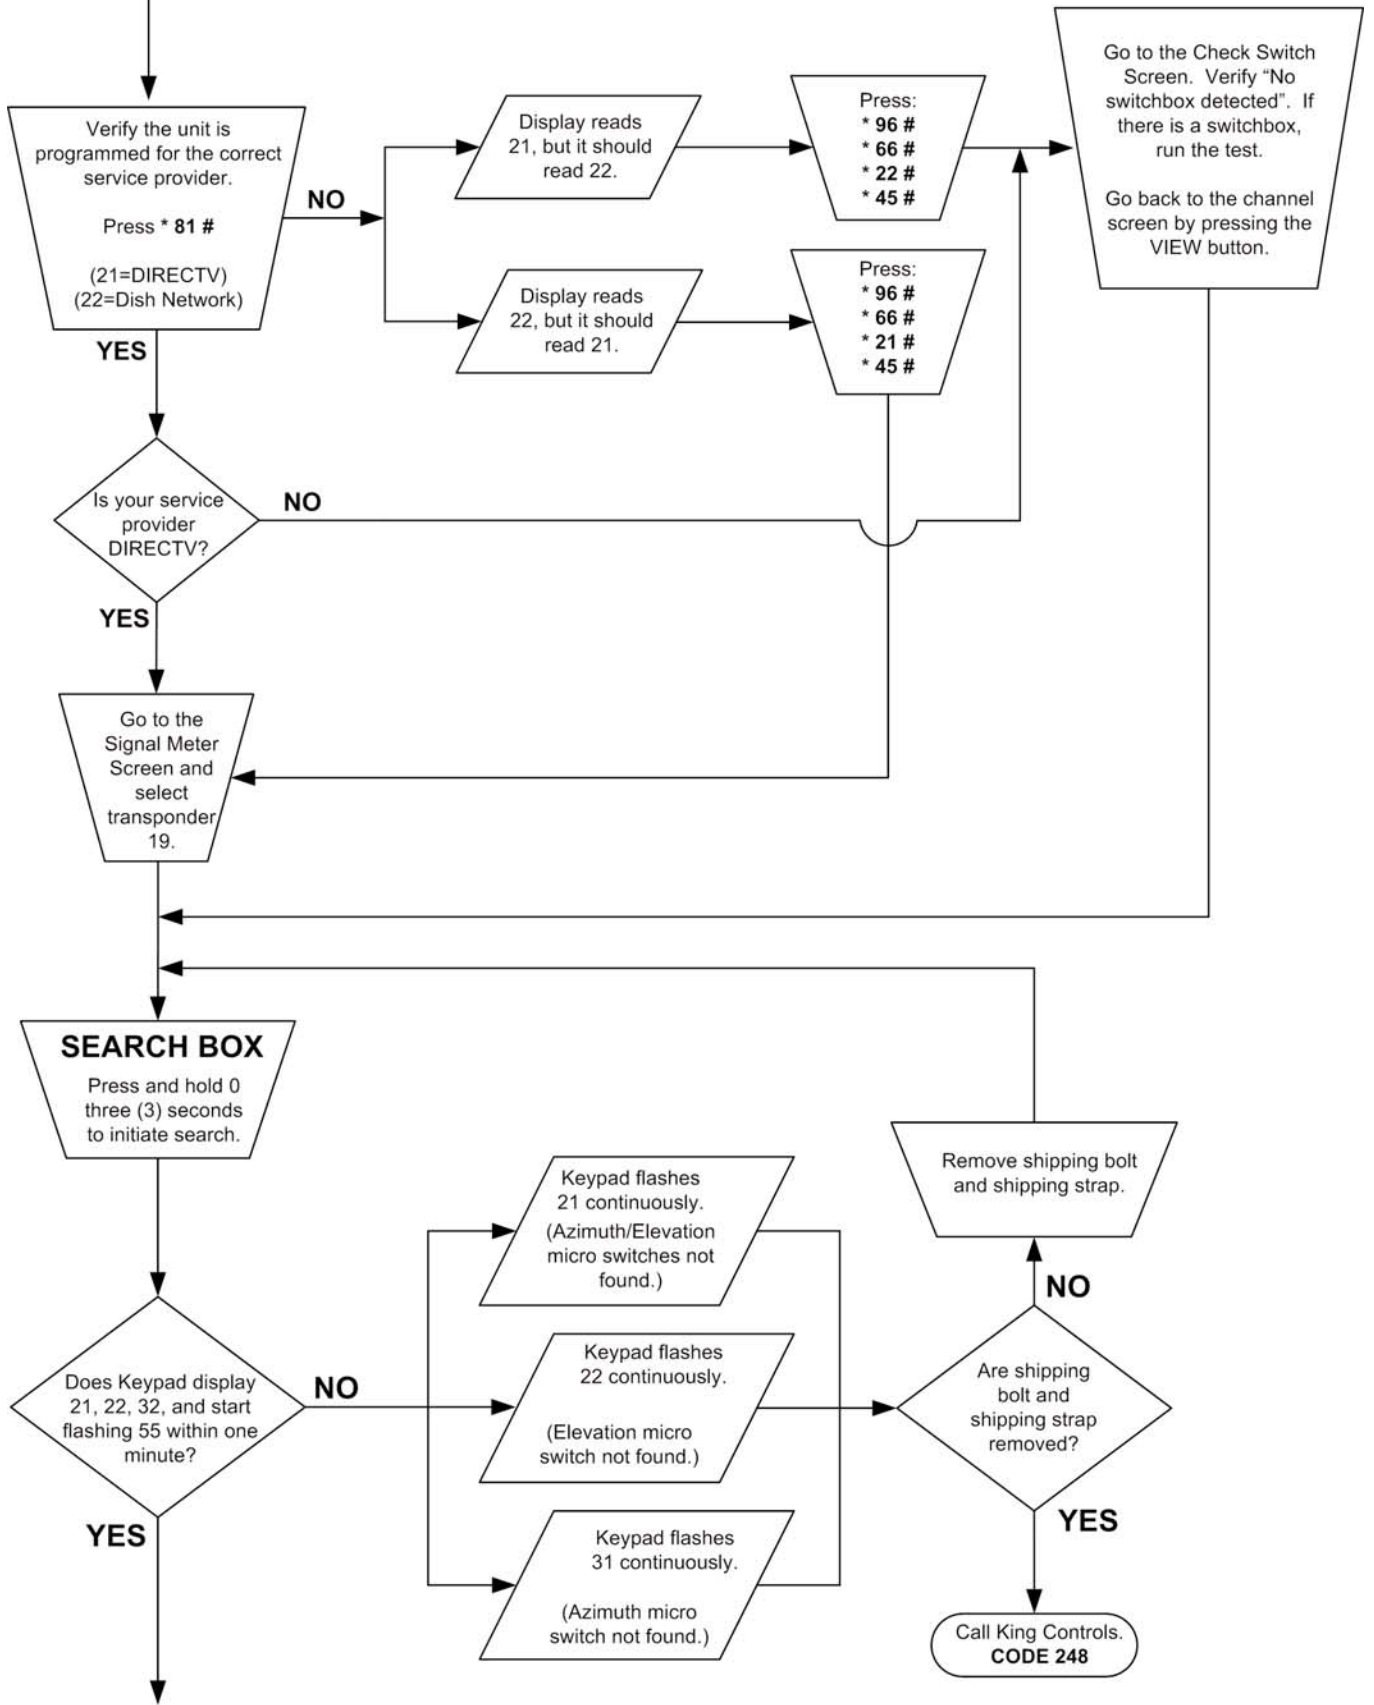 Verify the unit is
programmed for the correct
service provider.
Press * 81 #
(21=DIRECTV)
(22=Dish Network)
NO
Display reads
21, but it should
read 22.
Press:
* 96 #
* 66 #
* 22 #
* 45 #
Go to the Check Switch
Screen. Verify “No
switchbox detected”. If
there is a switchbox,
run the test.
Go back to the channel
screen by pressing the
VIEW button.
Display reads
22, but it should
read 21.
Press:
* 96 #
* 66 #
* 21 #
* 45 #
YES
Is your service
provider
DIRECTV?
NO
YES
Go to the
Signal Meter
Screen and
select
transponder
19.
SEARCH BOX
Press and hold 0
three (3) seconds
to initiate search.
Does Keypad display
21, 22, 32, and start
flashing 55 within one
minute?
NO
YES
Keypad flashes
21 continuously.
(Azimuth/Elevation
micro switches not
found.)
Keypad flashes
22 continuously.
(Elevation micro
switch not found.)
Keypad flashes
31 continuously.
(Azimuth micro
switch not found.)
Remove shipping bolt
and shipping strap.
NO
Are shipping
bolt and
shipping strap
removed?
YES
Call King Controls.
CODE 248